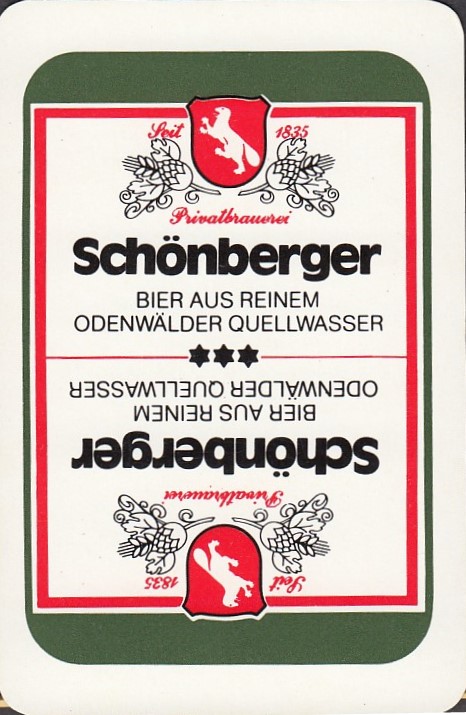 Seit 1835
Privatbrauerei
Schönberger
BIER AUS REINEM
ODENWÄLDER QUELLWASSER
Seit 1835
Privatbrauerei
Schönberger
BIER AUS REINEM
ODENWÄLDER QUELLWASSER